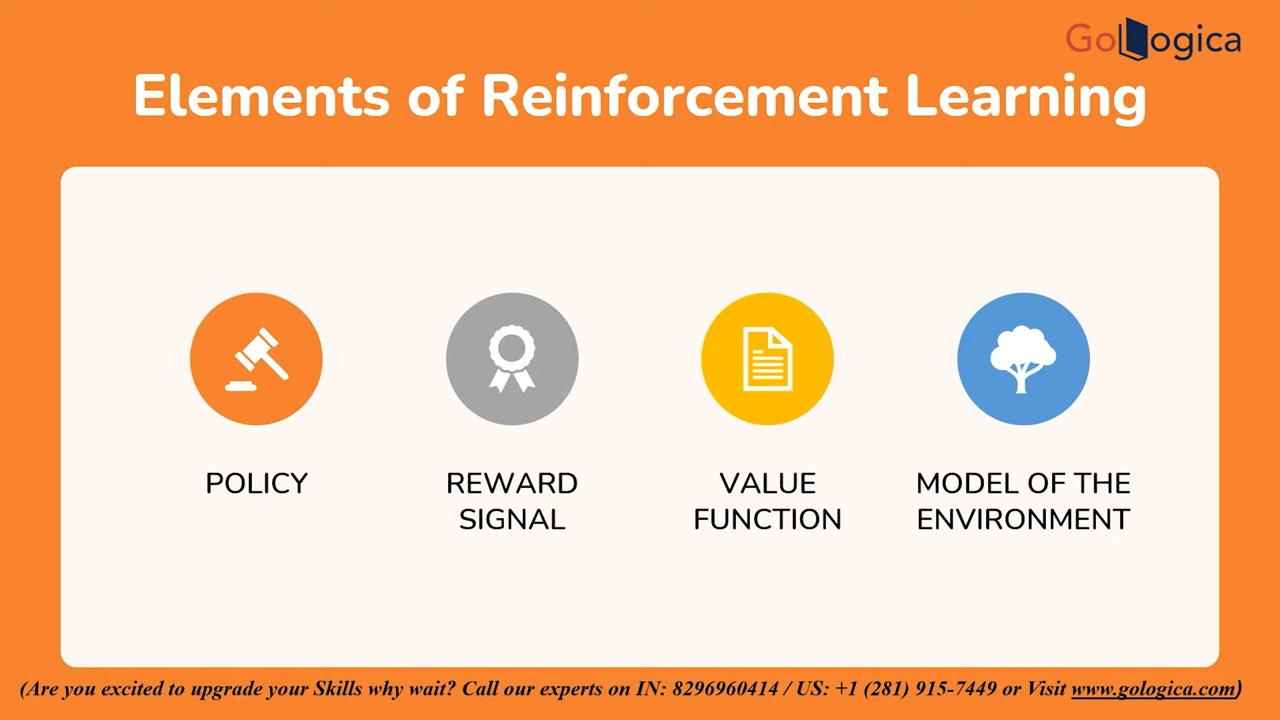 GoLogica
Elements of Reinforcement Learning
POLICY
REWARD
SIGNAL
VALUE
FUNCTION
MODEL OF THE
ENVIRONMENT
(Are you excited to upgrade your Skills why wait? Call our experts on IN: 8296960414 / US: +1 (281) 915-7449 or Visit www.gologica.com)